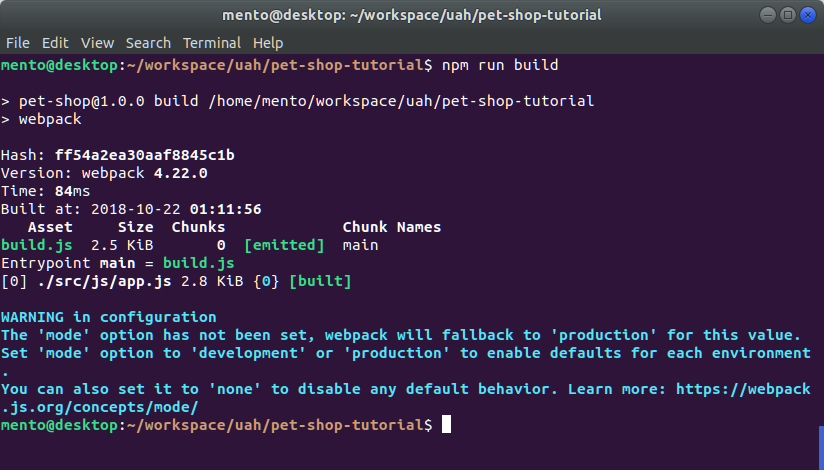 mento@desktop: ~/workspace/uah/pet-shop-tutorial
File Edit View Search Terminal Help
mento@desktop:~/workspace/uah/pet-shop-tutorial$ npm run build
> pet-shop@1.0.0 build /home/mento/workspace/uah/pet-shop-tutorial
> webpack
Hash: ff54a2ea30aaf8845c1b
Version: webpack 4.22.0
Time: 84ms
Built at: 2018-10-22 01:11:56
Asset Size Chunks Chunk Names
build.js 2.5 KiB 0 [emitted] main
Entrypoint main = build.js
[0] ./src/js/app.js 2.8 KiB {0} [built]
WARNING in configuration
The 'mode' option has not been set, webpack will fallback to 'production' for this value.
Set 'mode' option to 'development' or 'production' to enable defaults for each environment
.
You can also set it to 'none' to disable any default behavior. Learn more: https://webpack
.js.org/concepts/mode/
mento@desktop:~/workspace/uah/pet-shop-tutorial$